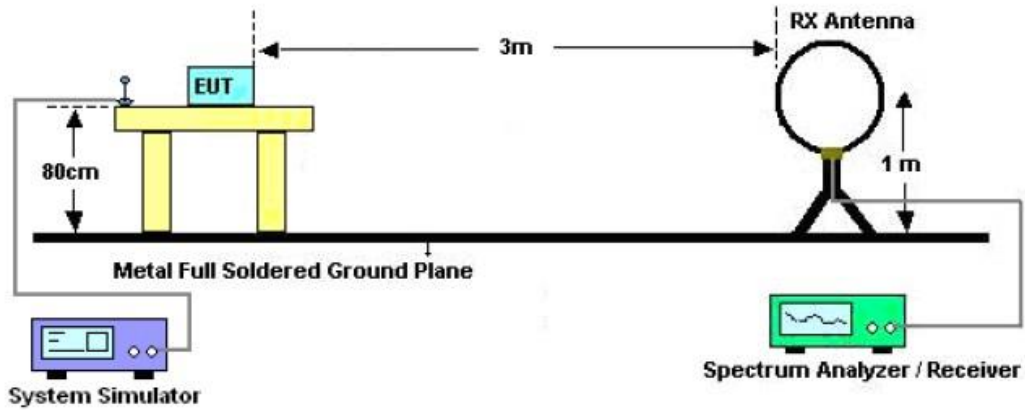 RX Antenna
3m
EUT
80cm
1 m
Metal Full Soldered Ground Plane
System Simulator
Spectrum Analyzer / Receiver